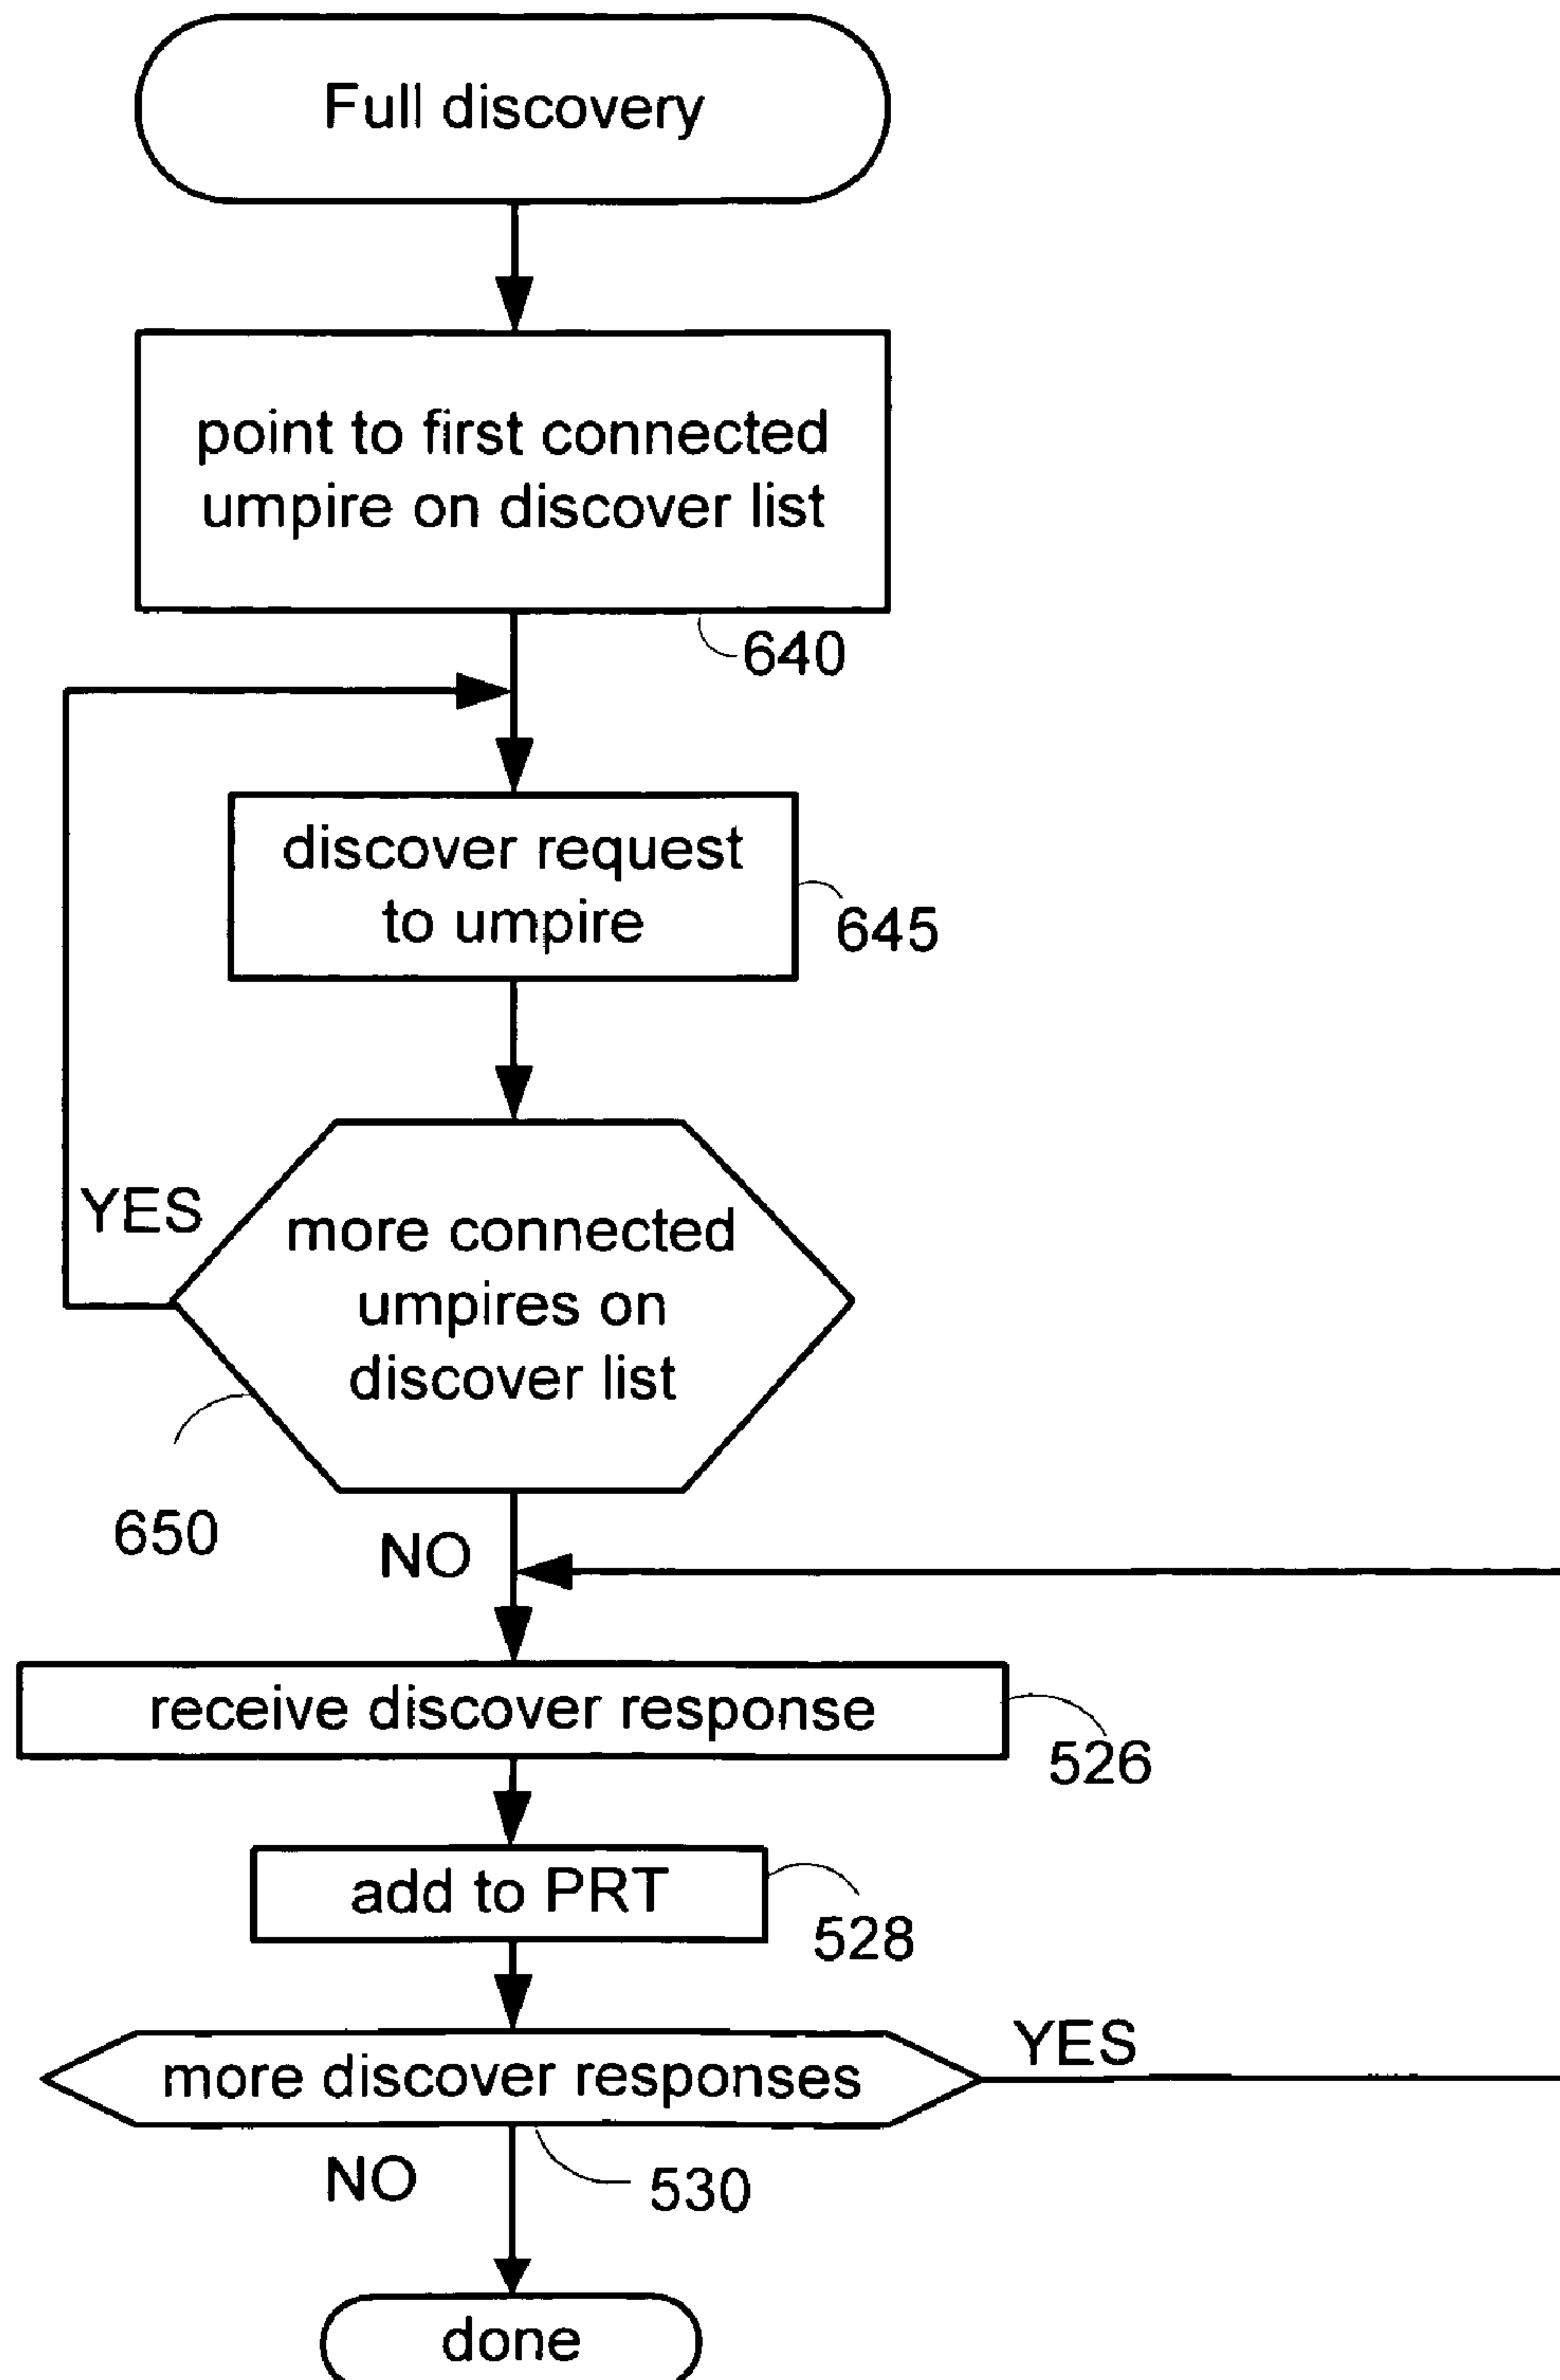 Full discovery
point to first connected
umpire on discover list
640
discover request
to umpire
645
YES
more connected
umpires on
discover list
650
NO
receive discover response
526
add to PRT
528
more discover responses
YES
NO
530
done